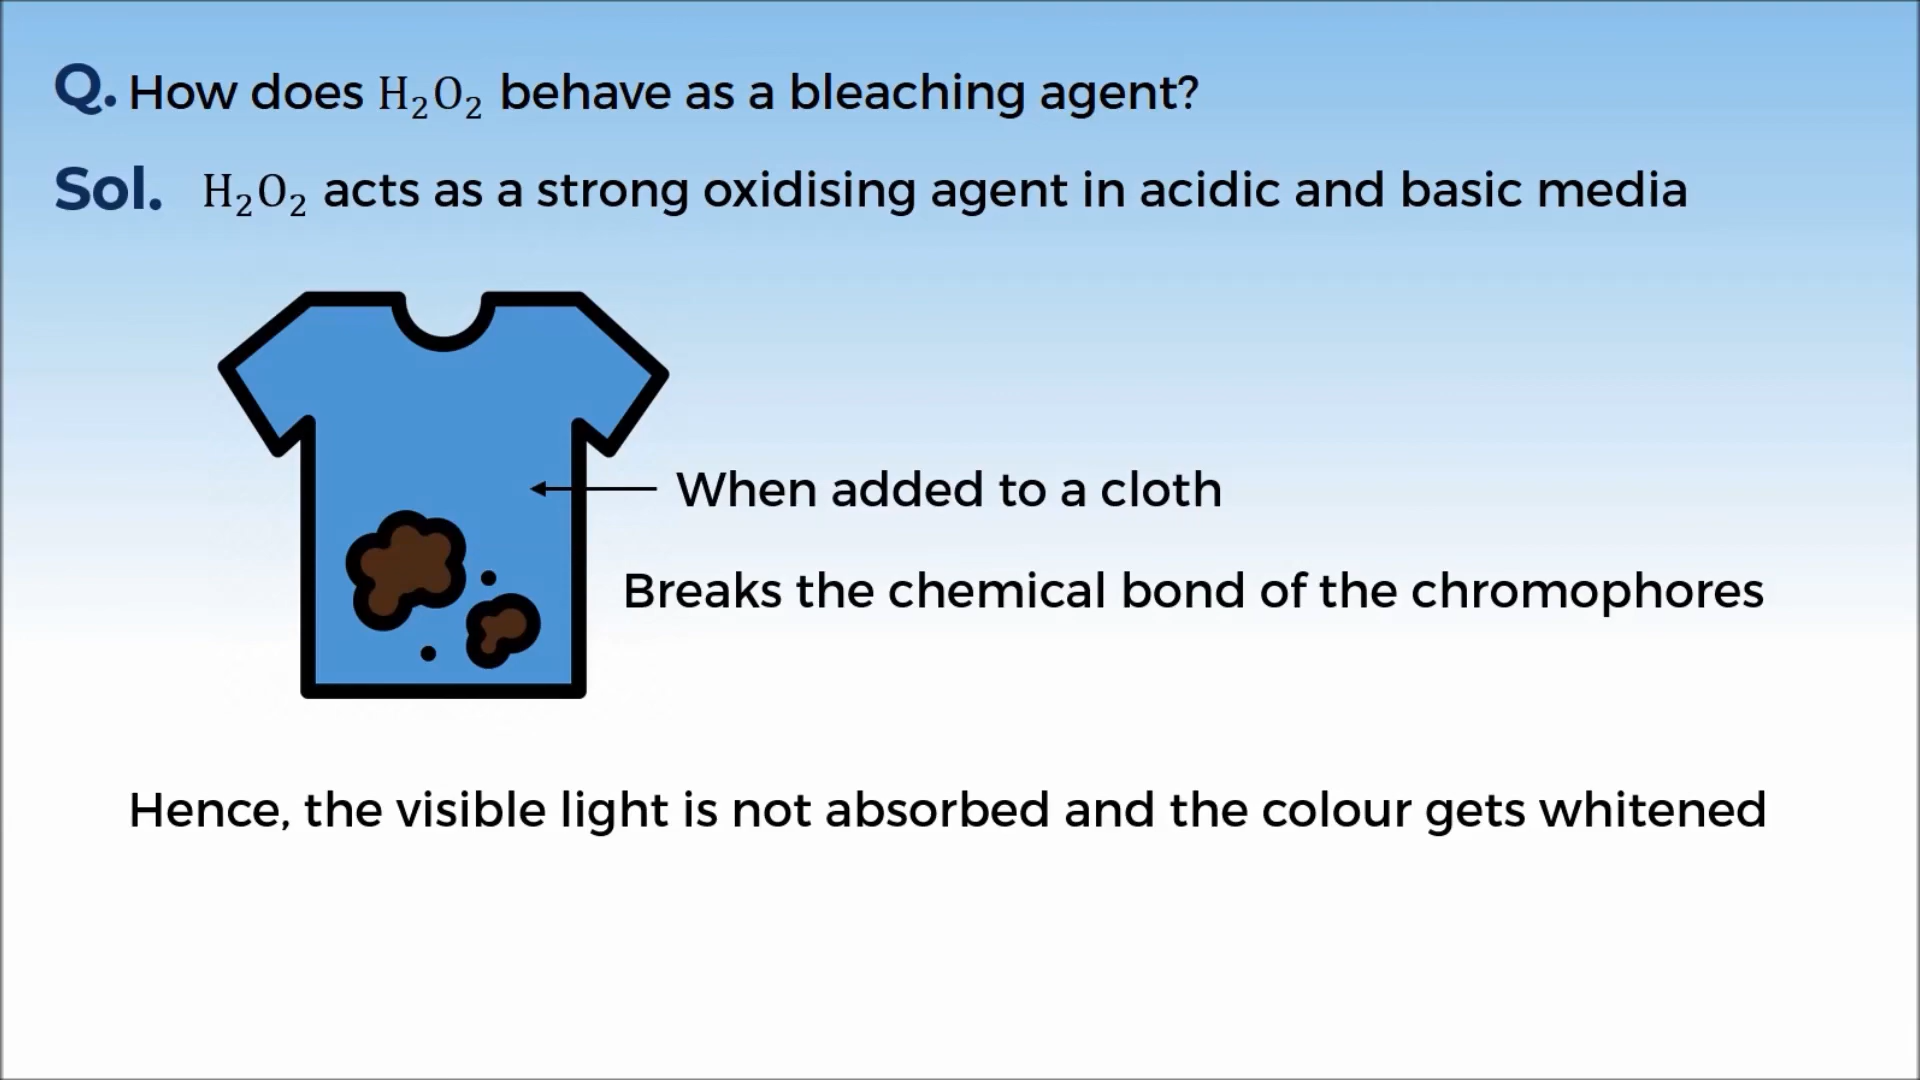 Q. How does H₂O₂ behave as a bleaching agent?
Sol. H₂O₂ acts as a strong oxidising agent in acidic and basic media
When added to a cloth
Breaks the chemical bond of the chromophores
Hence, the visible light is not absorbed and the colour gets whitened